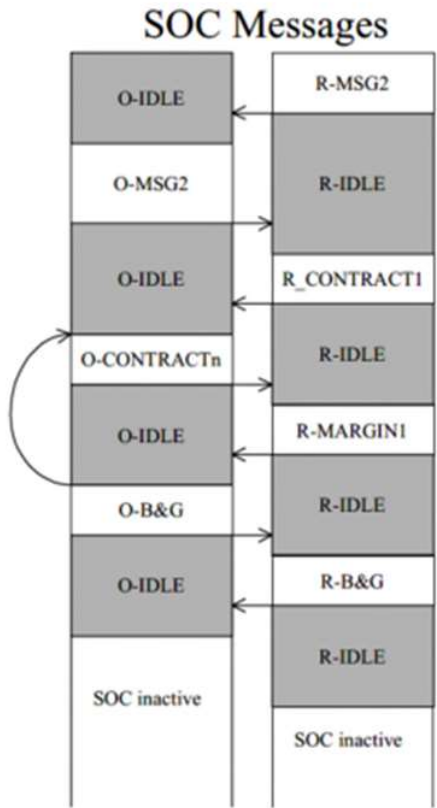 SOC Messages
R-MSG2
O-IDLE
O-MSG2
R-IDLE
O-IDLE
R_CONTRACT1
O-CONTRACTn
R-IDLE
O-IDLE
R-MARGIN1
O-B&G
R-IDLE
O-IDLE
R-B&G
R-IDLE
SOC inactive
SOC inactive